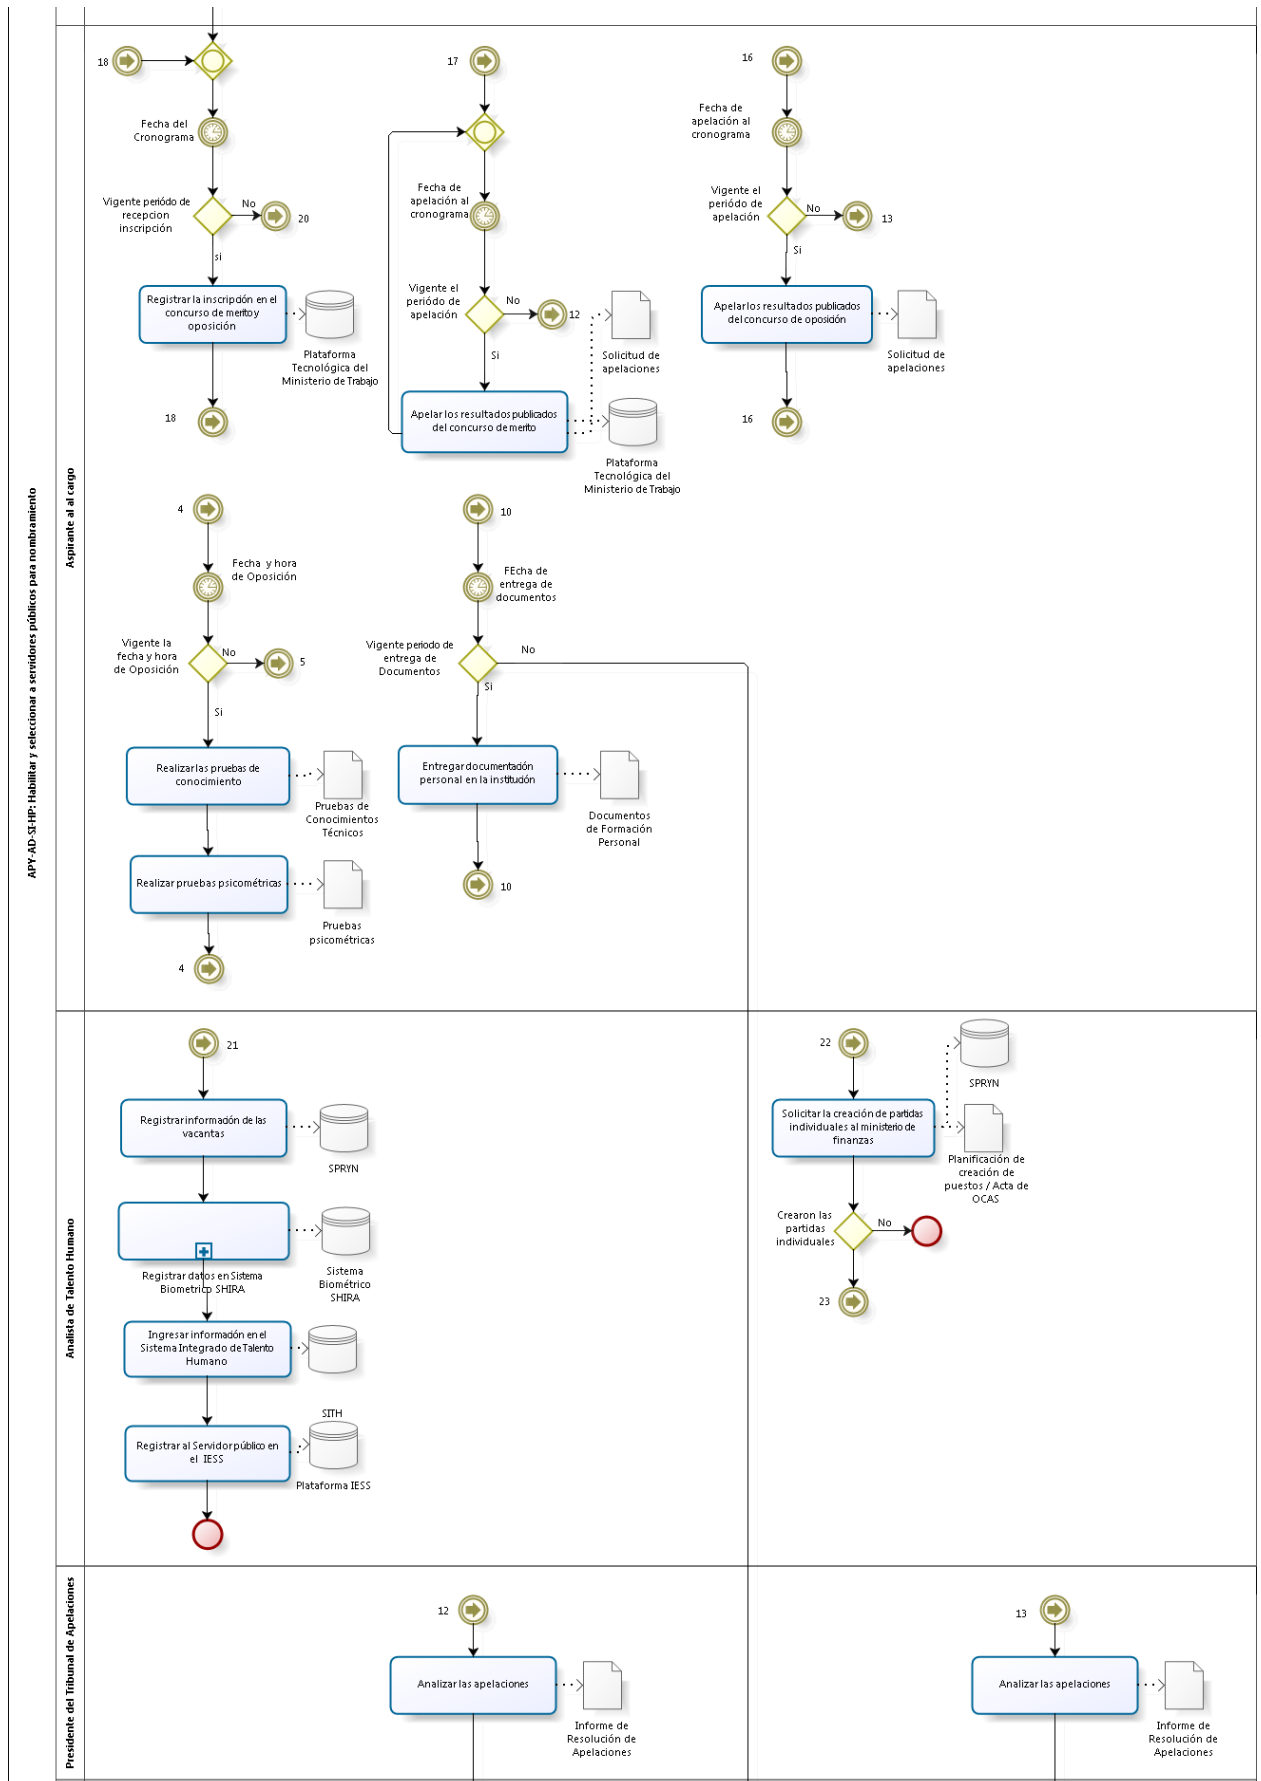 APY-AD-SI-HP: Habilitar y seleccionar a servidores públicos para nombramiento
Aspirante al al cargo
18
Fecha del
Cronograma
Vigente periódo de
recepcion
inscripción
No
20
si
Registrar la inscripción en el
concurso de merito y
oposición
Plataforma
Tecnológica del
Ministerio de Trabajo
18
17
Fecha de
apelación al
cronograma
Vigente el
periódo de
apelación
No
12
Si
Apelar los resultados publicados
del concurso de merito
Solicitud de
apelaciones
Plataforma
Tecnológica del
Ministerio de Trabajo
16
Fecha de
apelación al
cronograma
Vigente el
periódo de
apelación
No
13
Si
Apelar los resultados publicados
del concurso de oposición
Solicitud de
apelaciones
16
4
Fecha y hora
de Oposición
Vigente la
fecha y hora
de Oposición
No
5
Si
Realizar las pruebas de
conocimiento
Pruebas de
Conocimientos
Técnicos
Realizar pruebas psicométricas
Pruebas
psicométricas
4
10
FEcha de
entrega de
documentos
Vigente periodo de
entrega de
Documentos
No
Si
Entregar documentación
personal en la institución
Documentos
de Formación
Personal
10
Analista de Talento Humano
21
Registrar información de las
vacantas
SPRYN
Registrar datos en Sistema
Biometrico SHIRA
Sistema
Biométrico
SHIRA
Ingresar información en el
Sistema Integrado de Talento
Humano
SITH
Registrar al Servidor público en
el IESS
Plataforma IESS
22
SPRYN
Solicitar la creación de partidas
individuales al ministerio de
finanzas
Planificación de
creación de
puestos / Acta de
OCAS
Crearon las
partidas
individuales
No
23
Presidente del Tribunal de Apelaciones
12
Analizar las apelaciones
Informe de
Resolución de
Apelaciones
13
Analizar las apelaciones
Informe de
Resolución de
Apelaciones